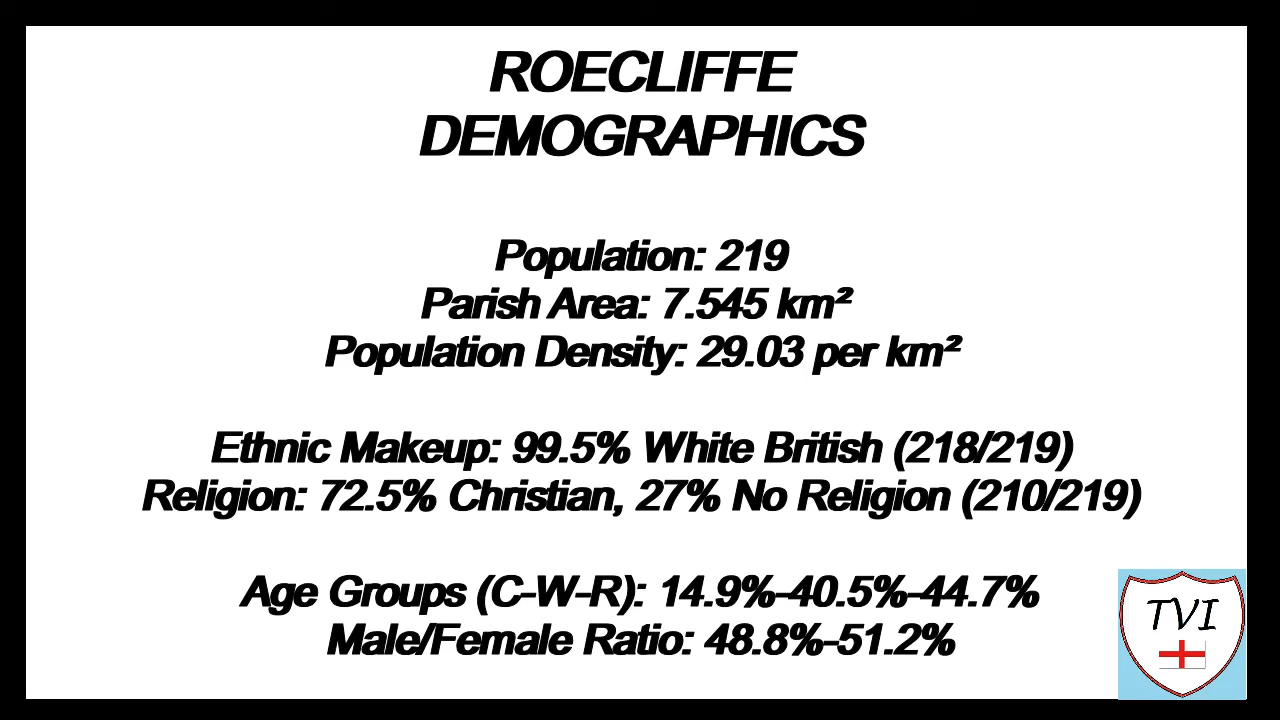 ROECLIFFE
DEMOGRAPHICS
Population: 219
Parish Area: 7.545 km²
Population Density: 29.03 per km²
Ethnic Makeup: 99.5% White British (218/219)
Religion: 72.5% Christian, 27% No Religion (210/219)
Age Groups (C-W-R): 14.9%-40.5%-44.7%
Male/Female Ratio: 48.8%-51.2%
TVI